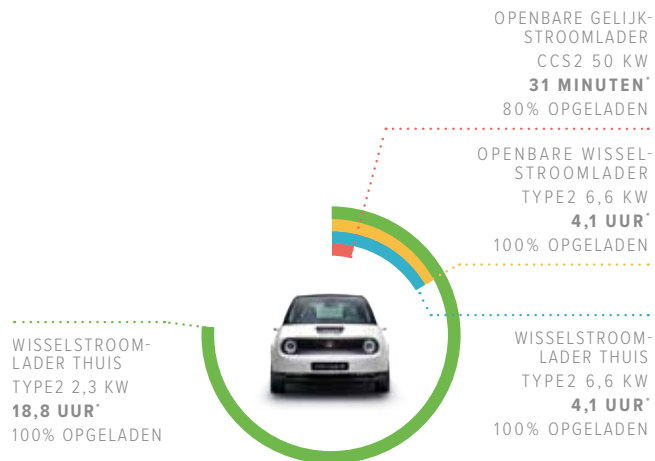 OPENBARE GELIJK-
STROOMLADER
CCS2 50 KW
31 MINUTEN*
80% OPGELADEN
OPENBARE WISSEL-
STROOMLADER
TYPE2 6,6 KW
4,1 UUR*
100% OPGELADEN
WISSELSTROOM-
LADER THUIS
TYPE2 2,3 KW
18,8 UUR*
100% OPGELADEN
WISSELSTROOM-
LADER THUIS
TYPE2 6,6 KW
4,1 UUR*
100% OPGELADEN